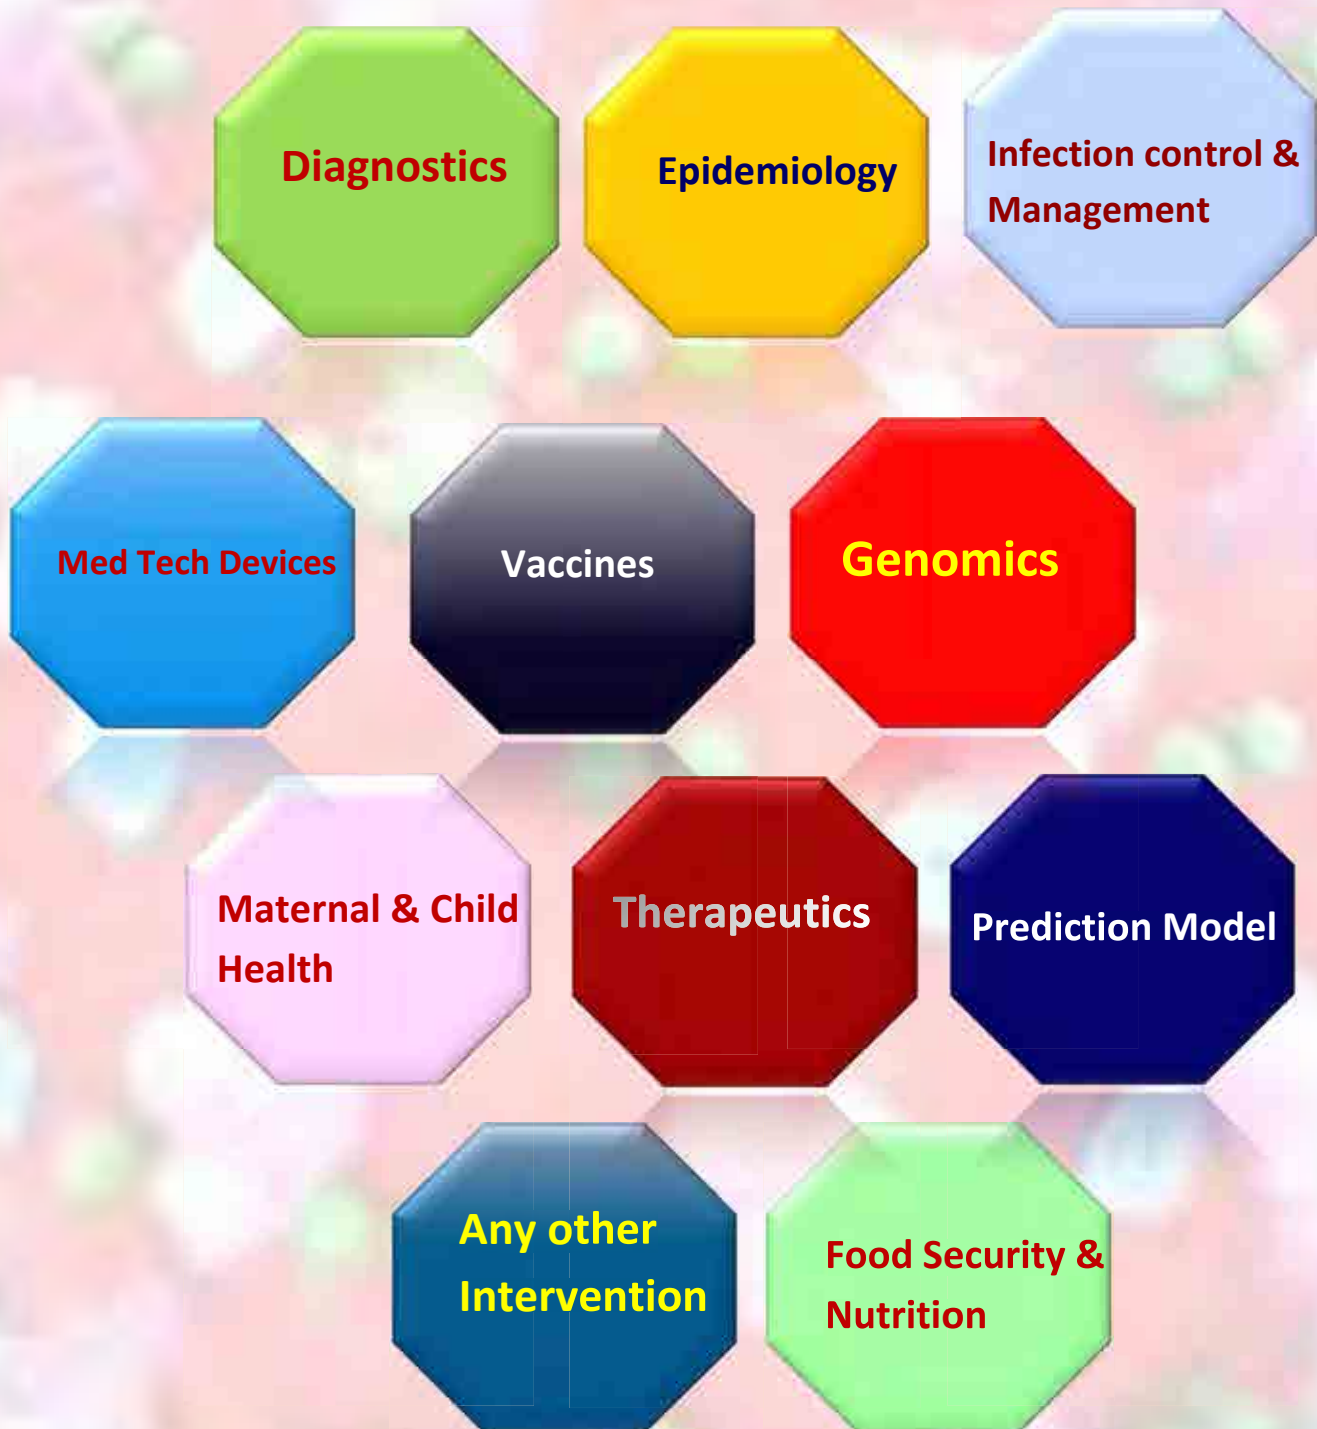 Diagnostics
Epidemiology
Infection control &
Management
Med Tech Devices
Vaccines
Genomics
Maternal & Child
Health
Therapeutics
Prediction Model
Any other
Intervention
Food Security &
Nutrition